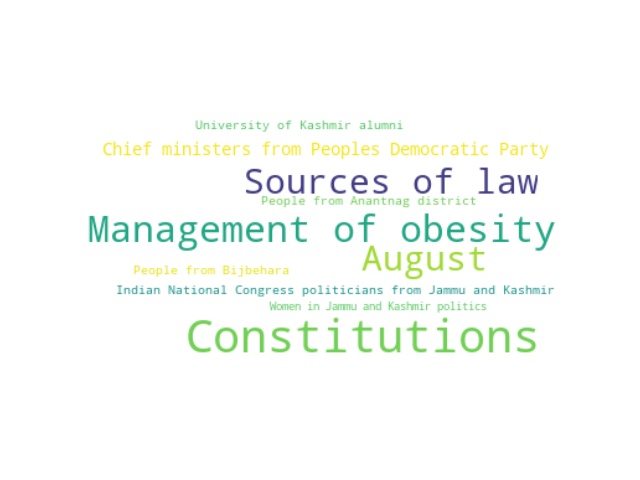 University of Kashmir alumni
Chief ministers from Peoples Democratic Party
Sources of law
People from Anantnag district
Management of obesity
August
People from Bijbehara
Indian National Congress politicians from Jammu and Kashmir
Women in Jammu and Kashmir politics
Constitutions